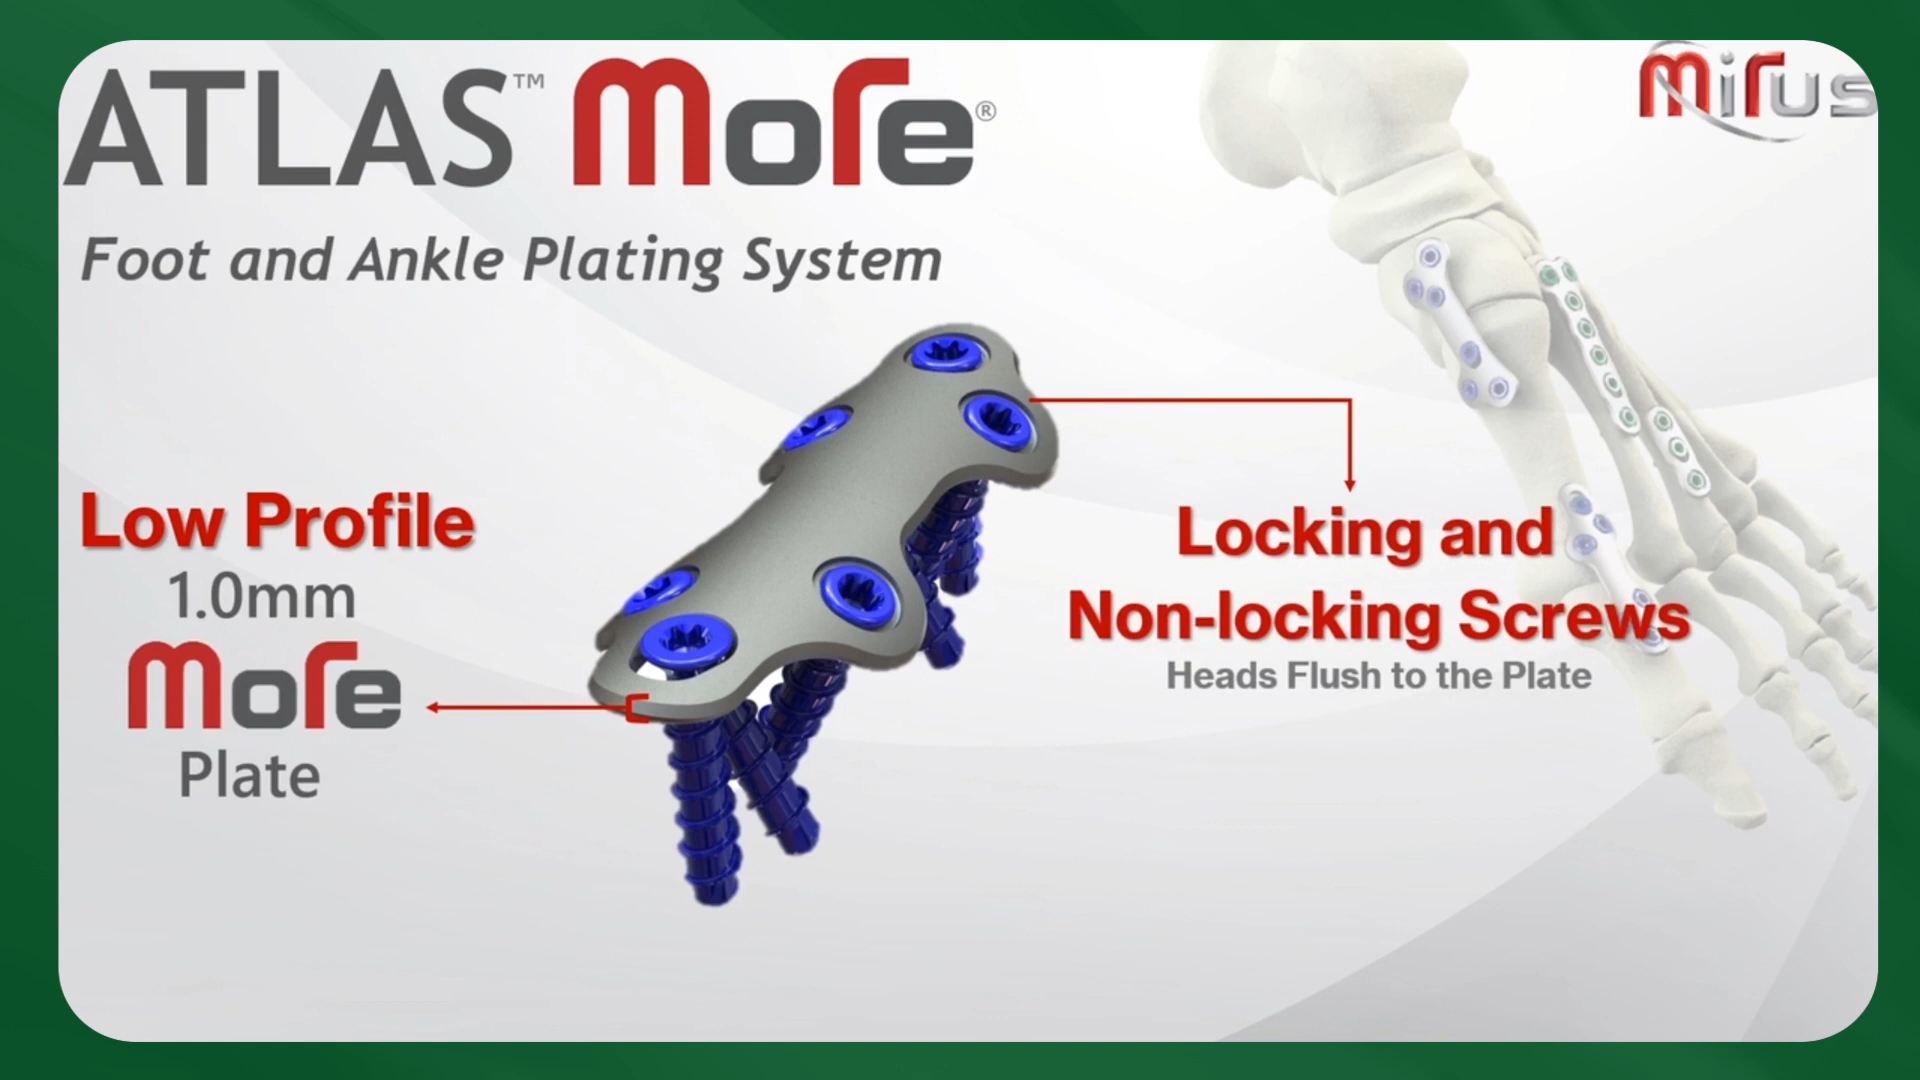 ATLAS™ More®
mirus
Foot and Ankle Plating System
Low Profile
1.0mm
More
Plate
Locking and
Non-locking Screws
Heads Flush to the Plate